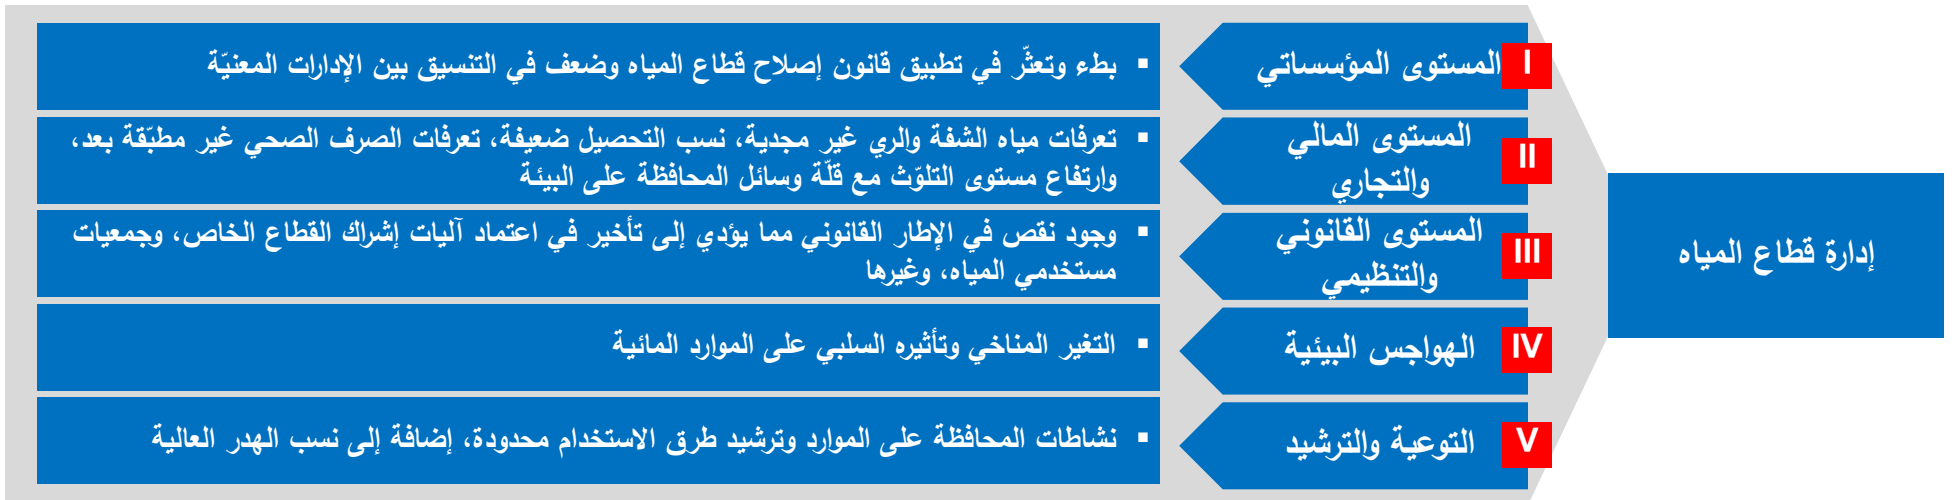 إدارة قطاع المياه
I
المستوى المؤسساتي
▪ بطء وتعثّر في تطبيق قانون إصلاح قطاع المياه وضعف في التنسيق بين الإدارات المعنيّة
II
المستوى المالي
والتجاري
▪ تعرفات مياه الشفة والري غير مجدية، نسب التحصيل ضعيفة، تعرفات الصرف الصحي غير مطبّقة بعد،
وارتفاع مستوى التلوّث مع قلّة وسائل المحافظة على البيئة
III
المستوى القانوني
والتنظيمي
▪ وجود نقص في الإطار القانوني مما يؤدي إلى تأخير في اعتماد آليات إشراك القطاع الخاص، وجمعيات
مستخدمي المياه، وغيرها
IV
الهواجس البيئية
▪ التغير المناخي وتأثيره السلبي على الموارد المائية
V
التوعية والترشيد
▪ نشاطات المحافظة على الموارد وترشيد طرق الاستخدام محدودة، إضافة إلى نسب الهدر العالية